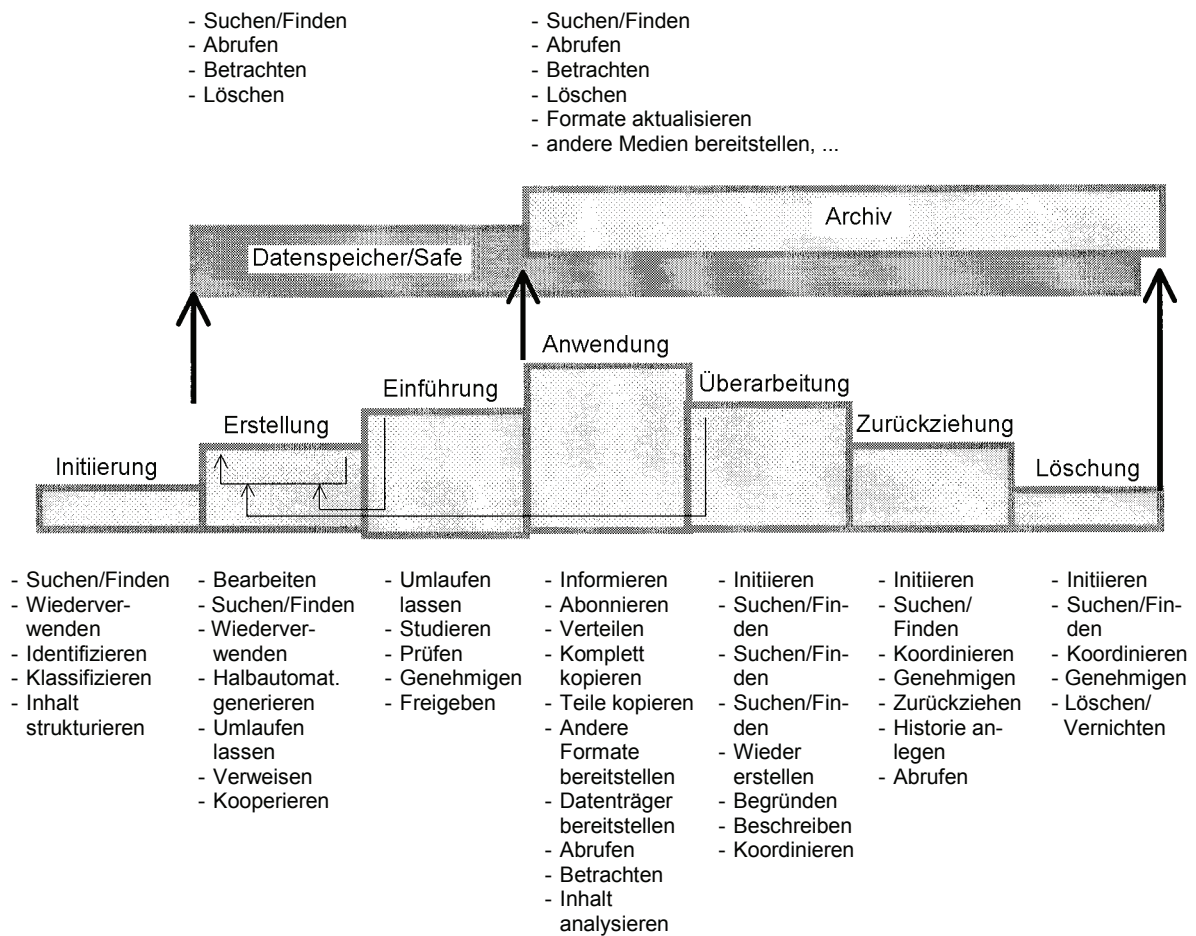 - Suchen/Finden
- Abrufen
- Betrachten
- Löschen
- Suchen/Finden
- Abrufen
- Betrachten
- Löschen
- Formate aktualisieren
- andere Medien bereitstellen, ...
Archiv
Datenspeicher/Safe
Anwendung
Einführung
Überarbeitung
Erstellung
Zurückziehung
Initiierung
Löschung
- Suchen/Finden
- Wiederver-
wenden
- Identifizieren
- Klassifizieren
- Inhalt
strukturieren
- Bearbeiten
- Suchen/Finden
- Wiederver-
wenden
- Halbautomat.
generieren
- Umlaufen
lassen
- Verweisen
- Kooperieren
- Umlaufen
lassen
- Studieren
- Prüfen
- Genehmigen
- Freigeben
- Informieren
- Abonnieren
- Verteilen
- Komplett
kopieren
- Teile kopieren
- Andere
Formate
bereitstellen
- Datenträger
bereitstellen
- Abrufen
- Betrachten
- Inhalt
analysieren
- Initiieren
- Suchen/Fin-
den
- Suchen/Fin-
den
- Suchen/Fin-
den
- Wieder
erstellen
- Begründen
- Beschreiben
- Koordinieren
- Initiieren
- Suchen/
Finden
- Koordinieren
- Genehmigen
- Zurückziehen
- Historie an-
legen
- Abrufen
- Initiieren
- Suchen/Fin-
den
- Koordinieren
- Genehmigen
- Löschen/
Vernichten